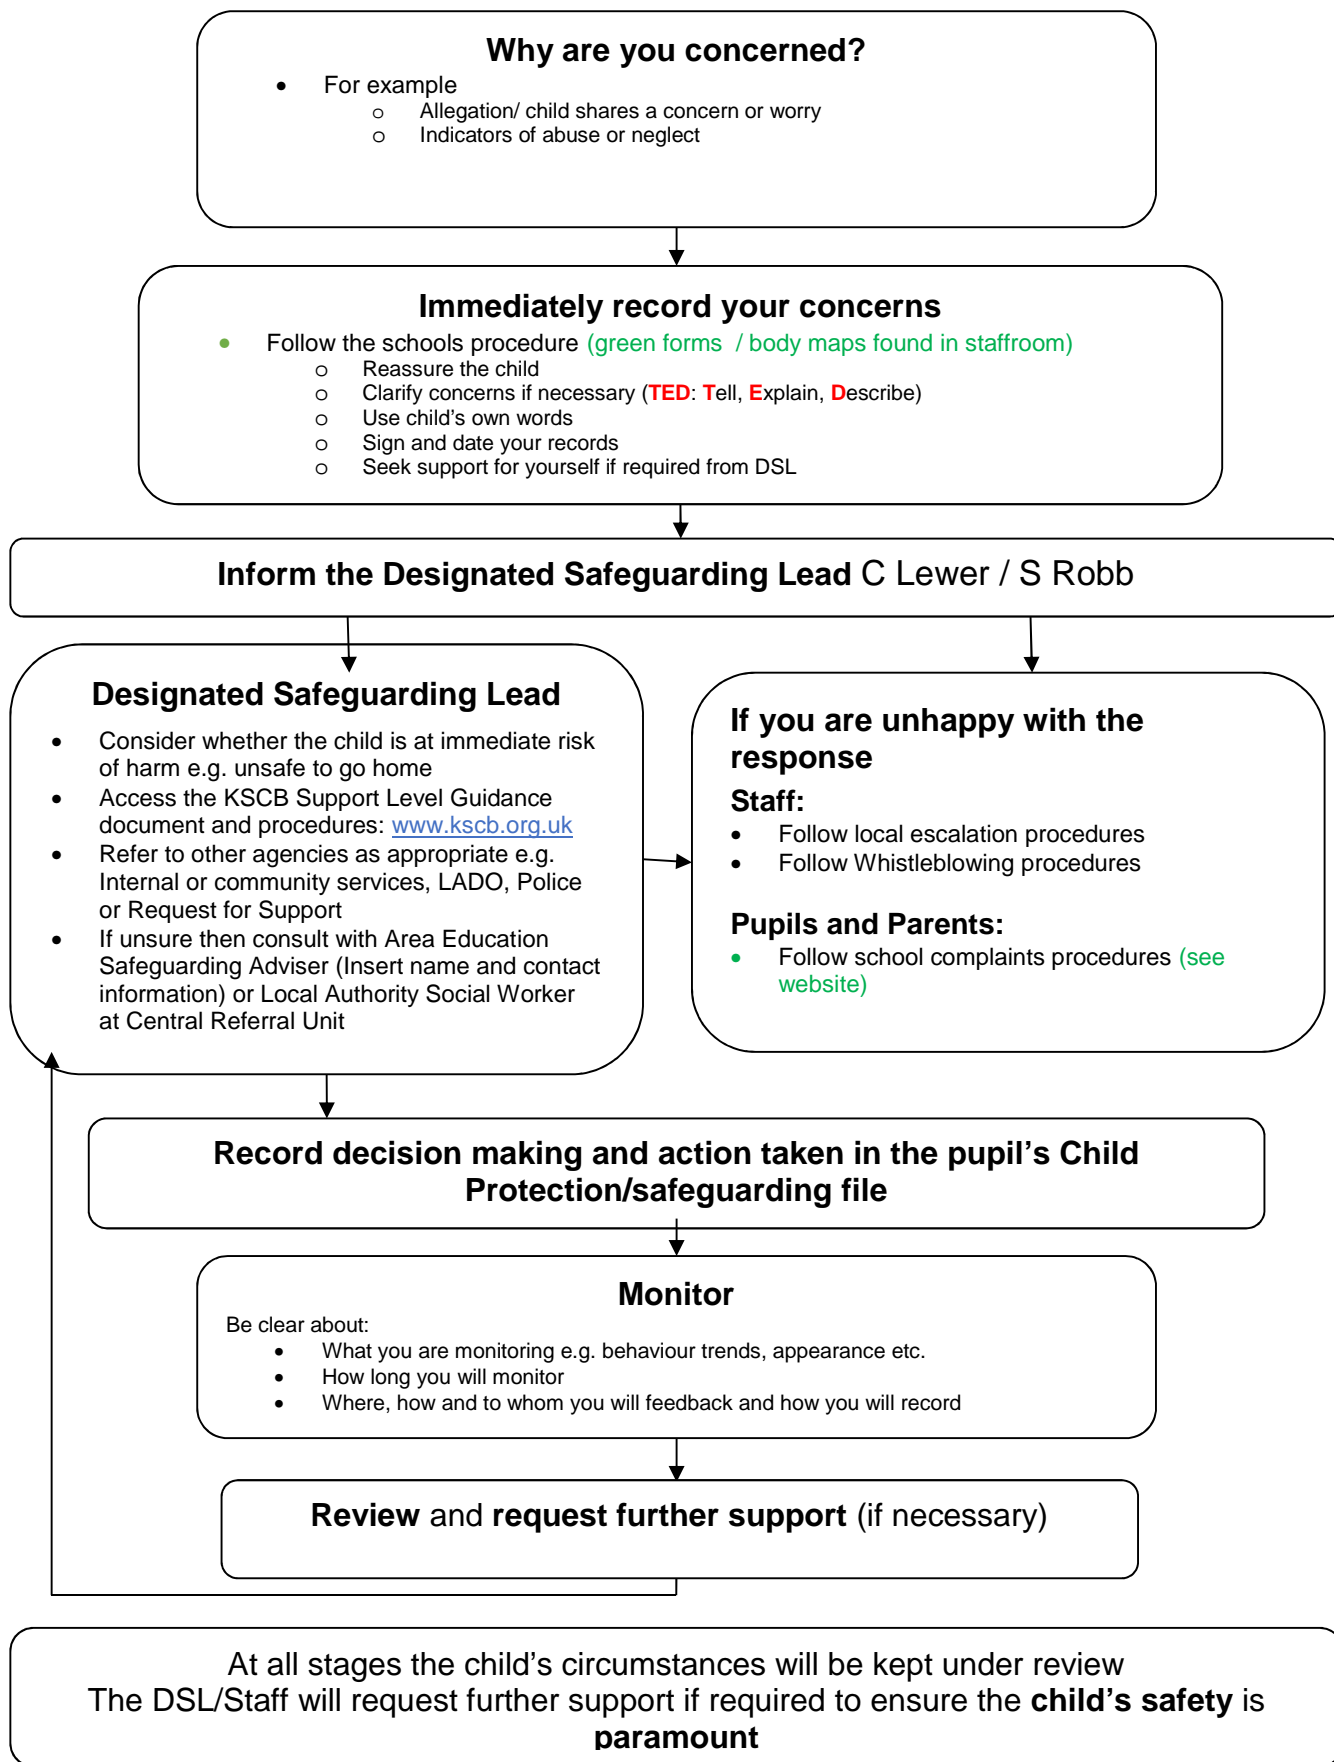 Why are you concerned?
• For example
o Allegation/ child shares a concern or worry
o Indicators of abuse or neglect
Immediately record your concerns
• Follow the schools procedure (green forms / body maps found in staffroom)
o Reassure the child
o Clarify concerns if necessary (TED: Tell, Explain, Describe)
o Use child's own words
o Sign and date your records
o Seek support for yourself if required from DSL
Inform the Designated Safeguarding Lead C Lewer / S Robb
Designated Safeguarding Lead
• Consider whether the child is at immediate risk
of harm e.g. unsafe to go home
• Access the KSCB Support Level Guidance
document and procedures: www.kscb.org.uk
• Refer to other agencies as appropriate e.g.
Internal or community services, LADO, Police
or Request for Support
• If unsure then consult with Area Education
Safeguarding Adviser (Insert name and contact
information) or Local Authority Social Worker
at Central Referral Unit
If you are unhappy with the
response
Staff:
• Follow local escalation procedures
• Follow Whistleblowing procedures
Pupils and Parents:
• Follow school complaints procedures (see
website)
Record decision making and action taken in the pupil's Child
Protection/safeguarding file
Monitor
Be clear about:
• What you are monitoring e.g. behaviour trends, appearance etc.
• How long you will monitor
• Where, how and to whom you will feedback and how you will record
Review and request further support (if necessary)
At all stages the child's circumstances will be kept under review
The DSL/Staff will request further support if required to ensure the child's safety is
paramount